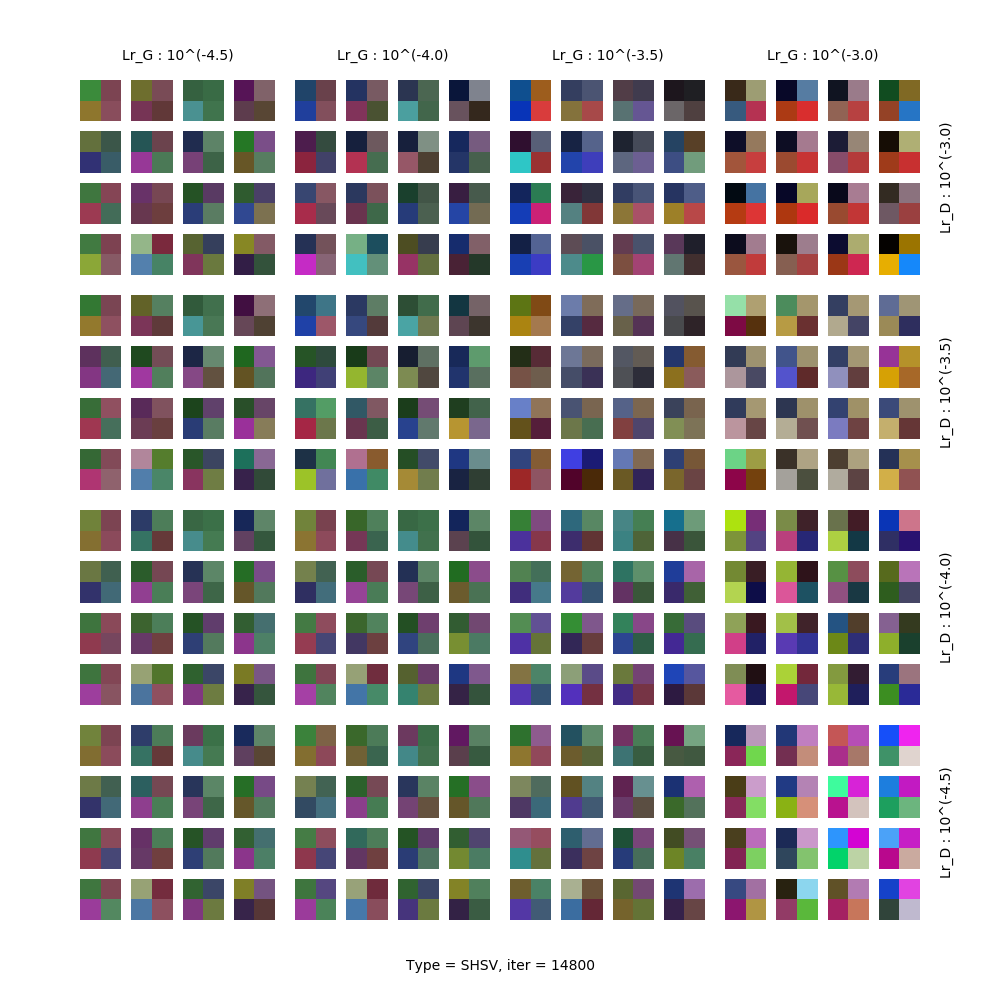 Lr_G : 10^(-4.5)
Lr_G : 10^(-4.0)
Lr_G : 10^(-3.5)
Lr_G : 10^(-3.0)
Lr_D : 10^(-3.0)
Lr_D : 10^(-3.5)
Lr_D : 10^(-4.0)
Lr_D : 10^(-4.5)
Type = SHSV, iter = 14800